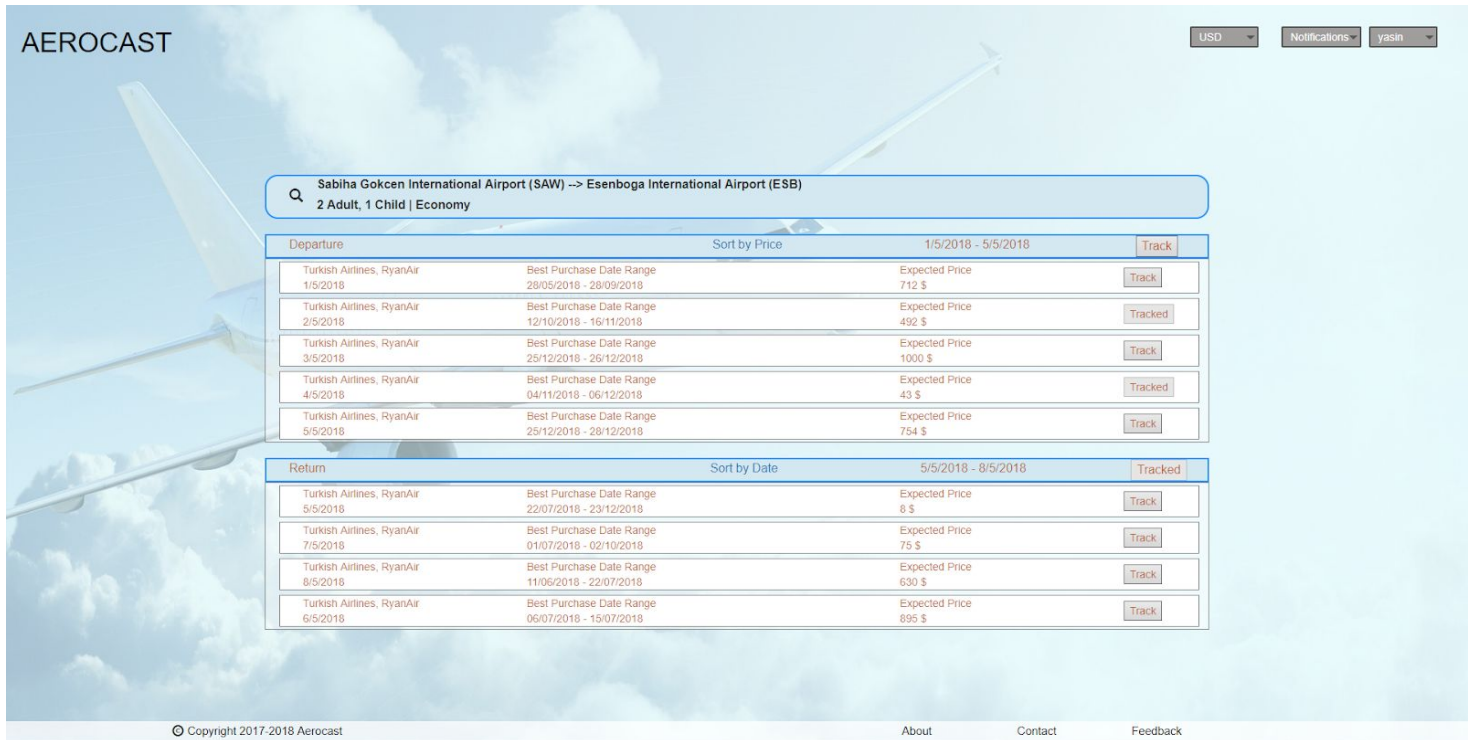 AEROCAST
USD
Notifications
yasin
Sabiha Gokcen International Airport (SAW) --> Esenboga International Airport (ESB)
2 Adult, 1 Child | Economy
Departure Sort by Price 1/5/2018 - 5/5/2018 Track
Turkish Airlines, RyanAir Best Purchase Date Range Expected Price
1/5/2018 28/05/2018 - 28/09/2018 712 $ Track
Turkish Airlines, RyanAir Best Purchase Date Range Expected Price
2/5/2018 12/10/2018 - 16/11/2018 492 $ Tracked
Turkish Airlines, RyanAir Best Purchase Date Range Expected Price
3/5/2018 25/12/2018 - 26/12/2018 1000 $ Track
Turkish Airlines, RyanAir Best Purchase Date Range Expected Price
4/5/2018 04/11/2018 - 06/12/2018 43 $ Tracked
Turkish Airlines, RyanAir Best Purchase Date Range Expected Price
5/5/2018 25/12/2018 - 28/12/2018 754 $ Track
Return Sort by Date 5/5/2018 - 8/5/2018 Tracked
Turkish Airlines, RyanAir Best Purchase Date Range Expected Price
5/5/2018 22/07/2018 - 23/12/2018 8 $ Track
Turkish Airlines, RyanAir Best Purchase Date Range Expected Price
7/5/2018 01/07/2018 - 02/10/2018 75 $ Track
Turkish Airlines, RyanAir Best Purchase Date Range Expected Price
8/5/2018 11/06/2018 - 22/07/2018 630 $ Track
Turkish Airlines, RyanAir Best Purchase Date Range Expected Price
6/5/2018 06/07/2018 - 15/07/2018 895 $ Track
© Copyright 2017-2018 Aerocast About Contact Feedback